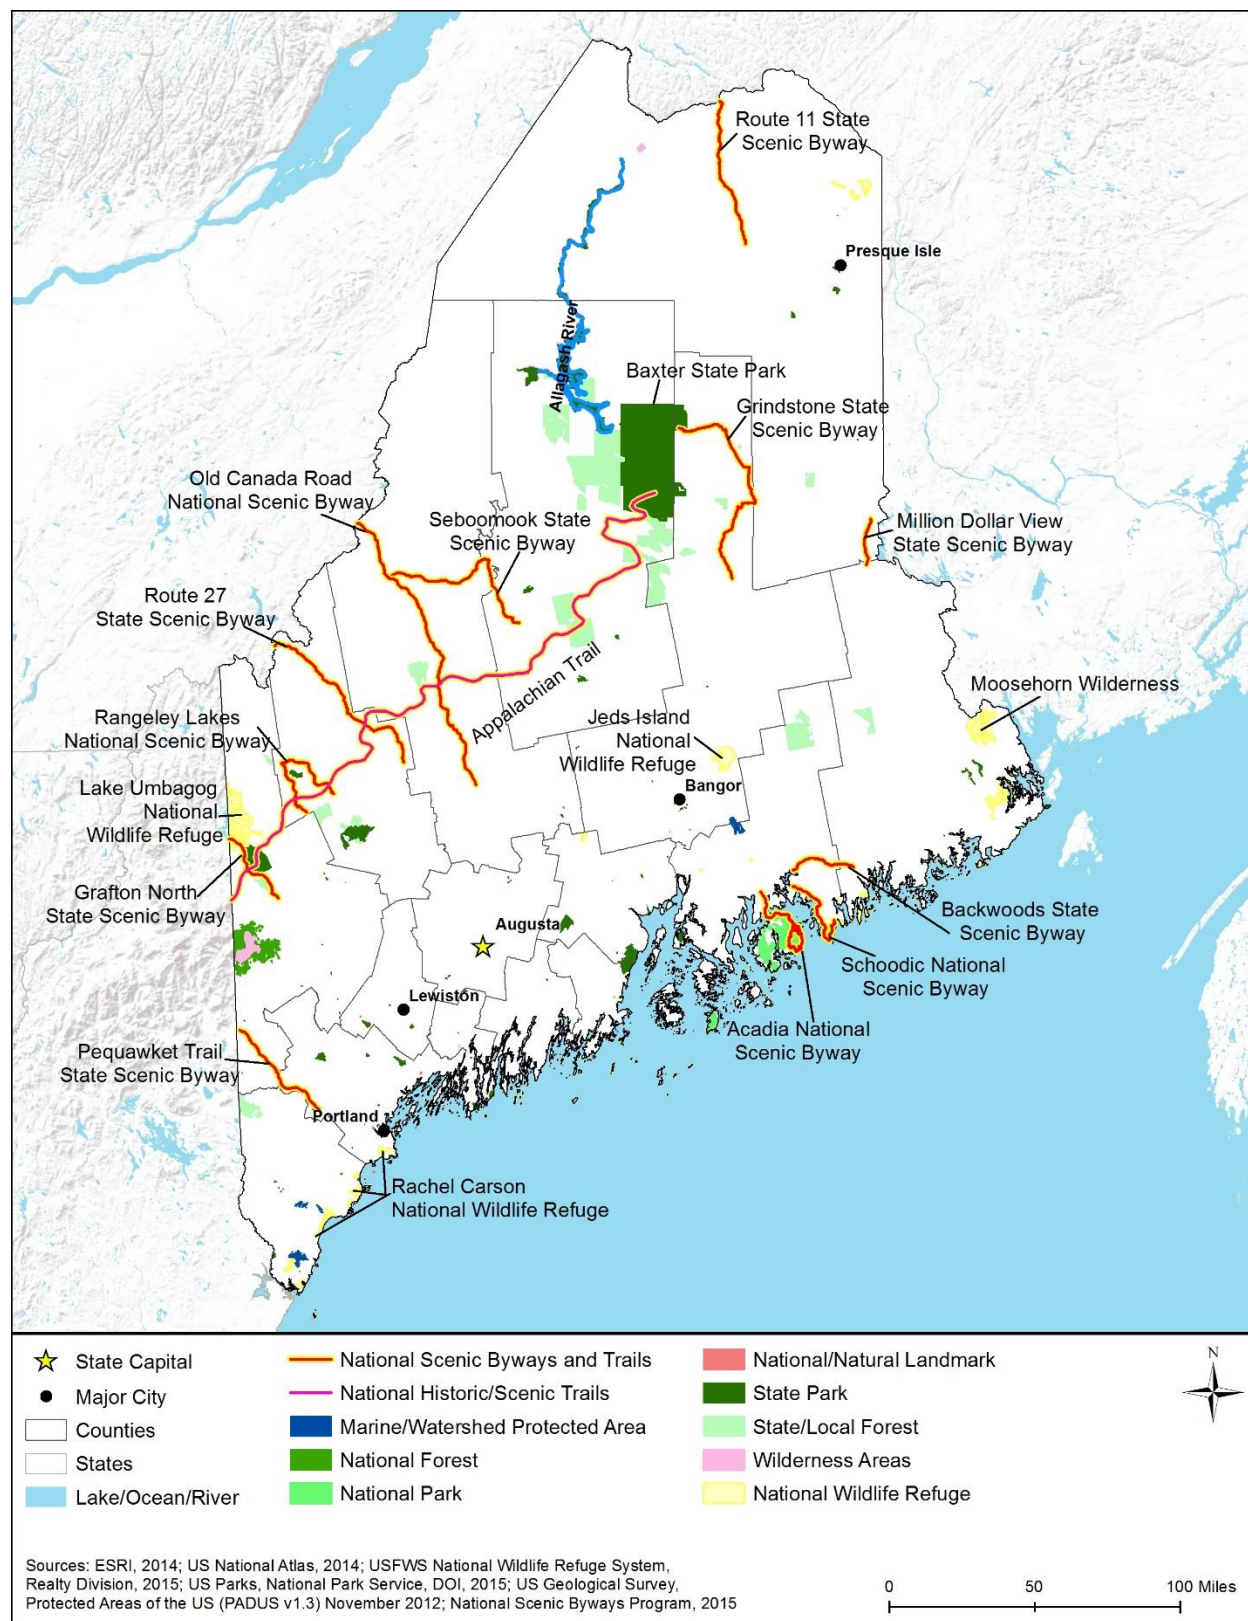 Route 11 State
Scenic Byway
Presque Isle
Allagash River
Baxter State Park
Grindstone State
Scenic Byway
Old Canada Road
National Scenic Byway
Seboomook State
Scenic Byway
Million Dollar View
State Scenic Byway
Route 27
State Scenic Byway
Appalachian Trail
Moosehorn Wilderness
Rangeley Lakes
National Scenic Byway
Jeds Island
National
Wildlife Refuge
Bangor
Lake Umbagog
National
Wildlife Refuge
Grafton North
State Scenic Byway
Augusta
Backwoods State
Scenic Byway
Schoodic National
Scenic Byway
Lewiston
Acadia National
Scenic Byway
Pequawket Trail
State Scenic Byway
Portland
Rachel Carson
National Wildlife Refuge
State Capital
Major City
Counties
States
Lake/Ocean/River
National Scenic Byways and Trails
National Historic/Scenic Trails
Marine/Watershed Protected Area
National Forest
National Park
National/Natural Landmark
State Park
State/Local Forest
Wilderness Areas
National Wildlife Refuge
N
Sources: ESRI, 2014; US National Atlas, 2014; USFWS National Wildlife Refuge System,
Realty Division, 2015; US Parks, National Park Service, DOI, 2015; US Geological Survey,
Protected Areas of the US (PADUS v1.3) November 2012; National Scenic Byways Program, 2015
0 50 100 Miles